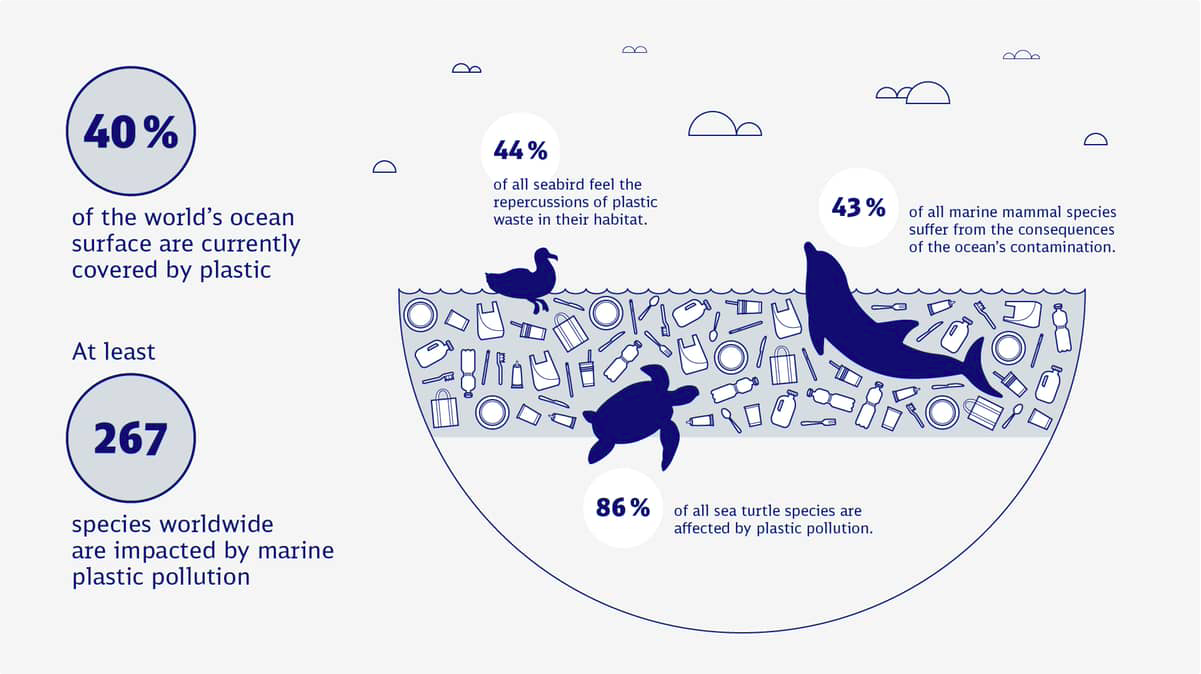 40 %
of the world’s ocean
surface are currently
covered by plastic
At least
267
species worldwide
are impacted by marine
plastic pollution
44 %
of all seabird feel the
repercussions of plastic
waste in their habitat.
43 %
of all marine mammal species
suffer from the consequences
of the ocean’s contamination.
86 %
of all sea turtle species are
affected by plastic pollution.